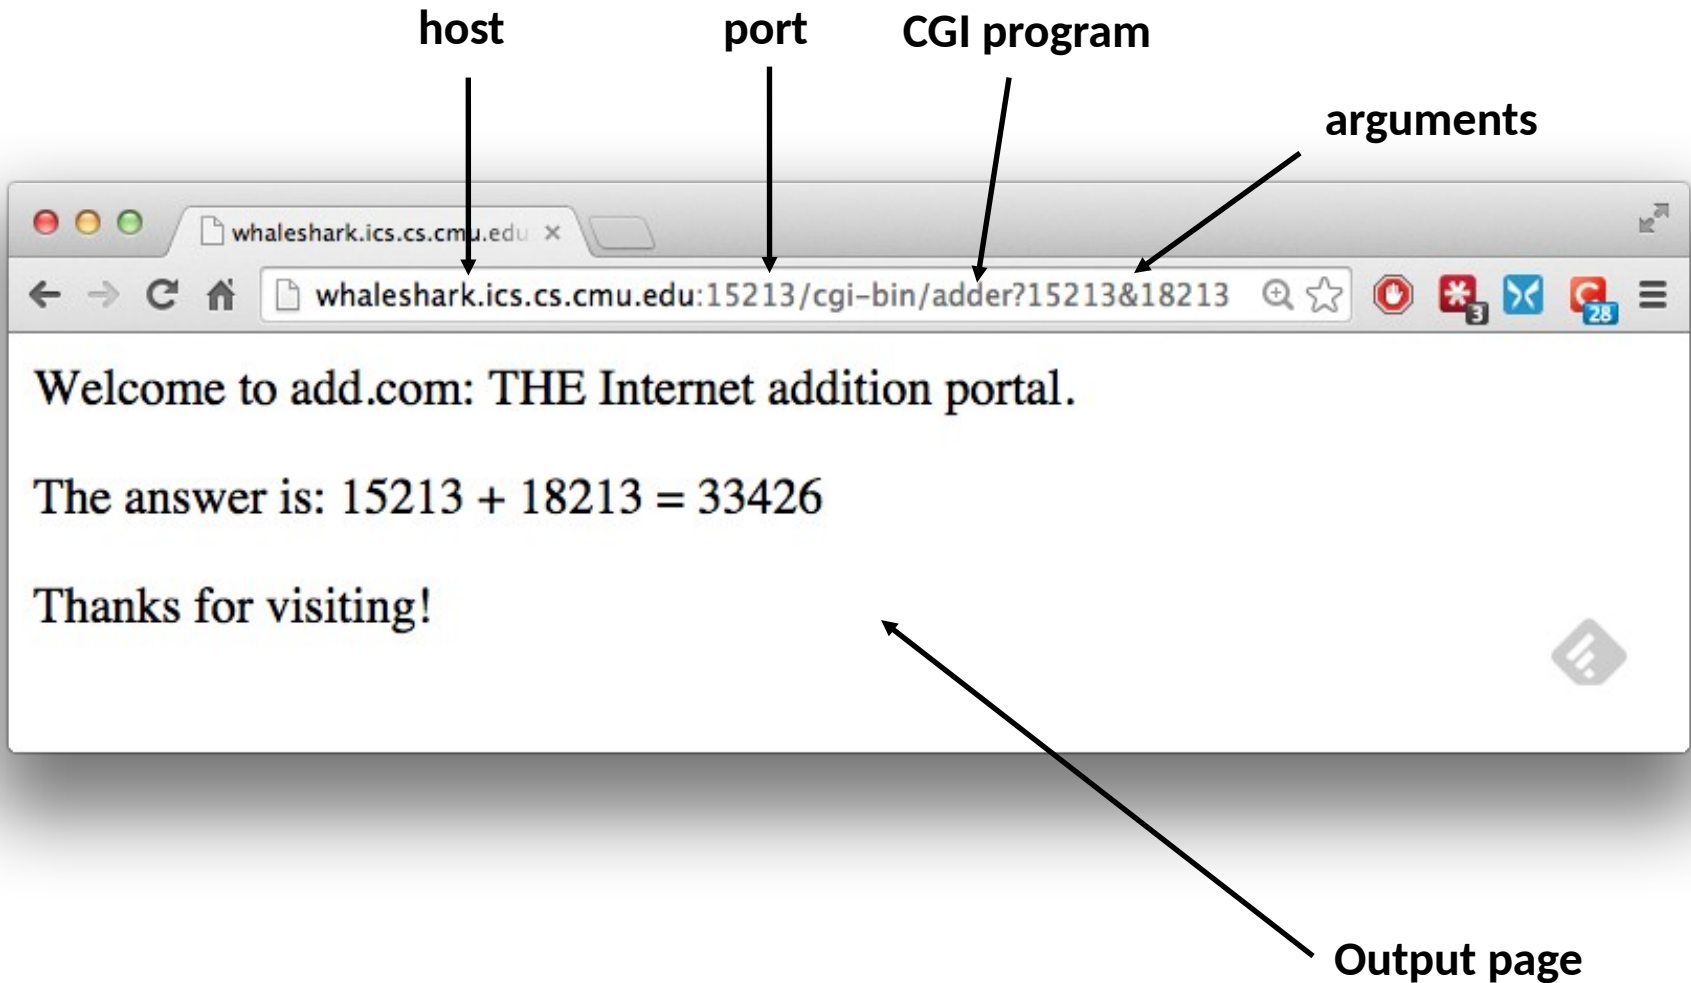 host port CGI program
arguments
whaleshark.ics.cs.cmu.edu
whaleshark.ics.cs.cmu.edu:15213/cgi-bin/adder?15213&18213
3
28
Welcome to add.com: THE Internet addition portal.
The answer is: 15213 + 18213 = 33426
Thanks for visiting!
Output page